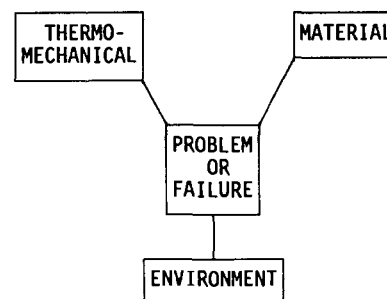 THERMO-
MECHANICAL
MATERIAL
PROBLEM
OR
FAILURE
ENVIRONMENT